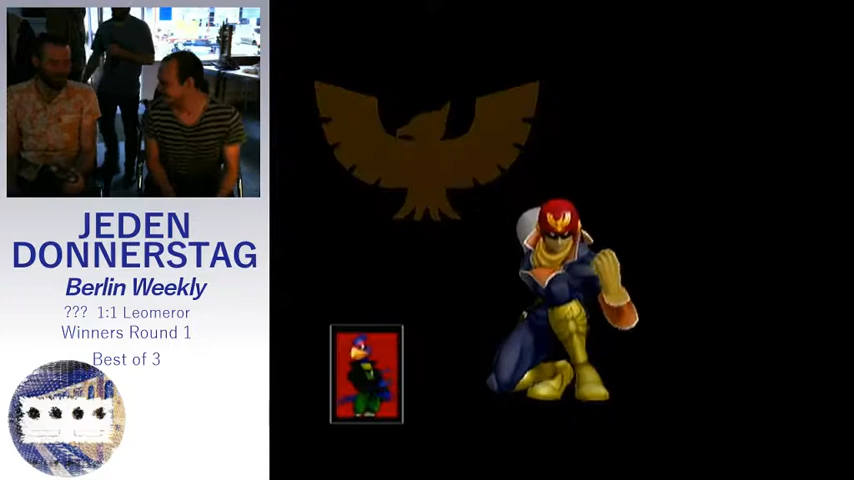 JEDEN
DONNERSTAG
Berlin Weekly
??? 1:1 Leomeror
Winners Round 1
Best of 3